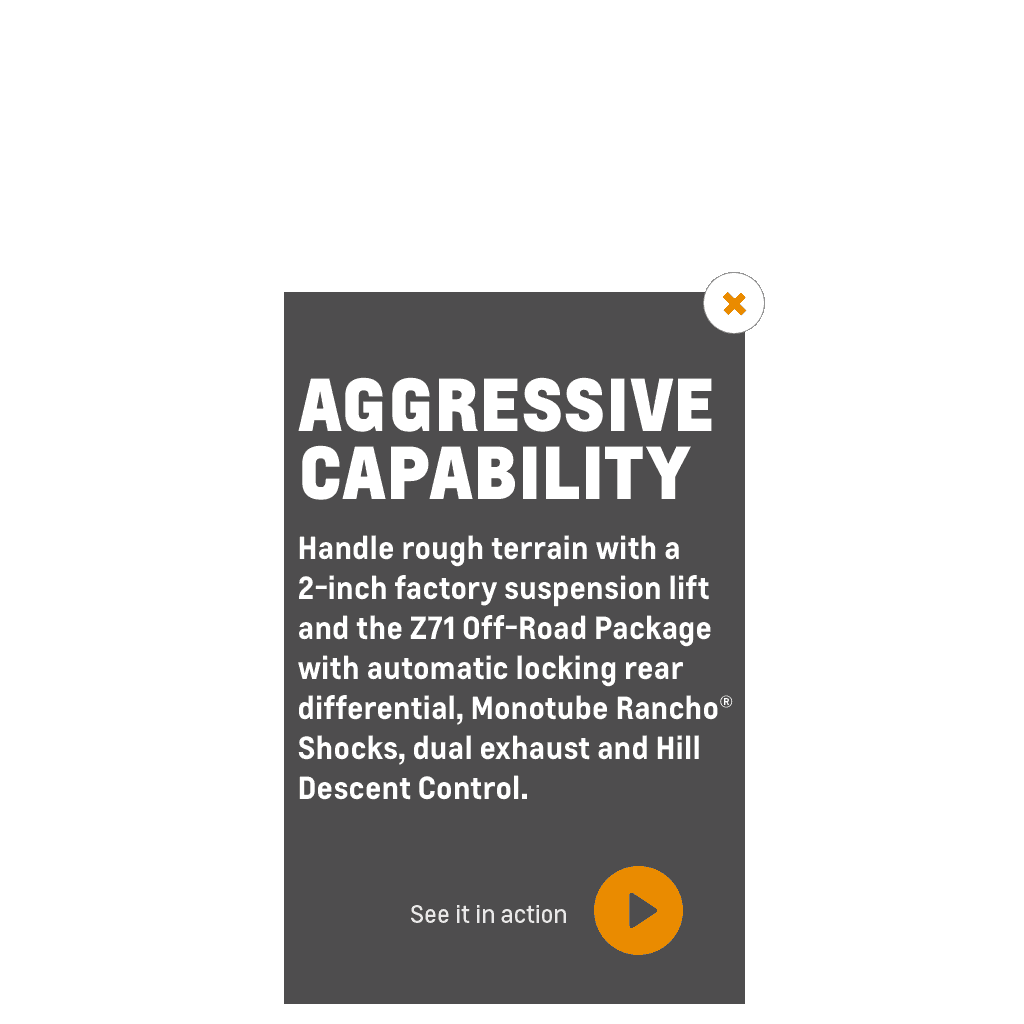 AGGRESSIVE
CAPABILITY
Handle rough terrain with a
2-inch factory suspension lift
and the Z71 Off-Road Package
with automatic locking rear
differential, Monotube Rancho®
Shocks, dual exhaust and Hill
Descent Control.
See it in action